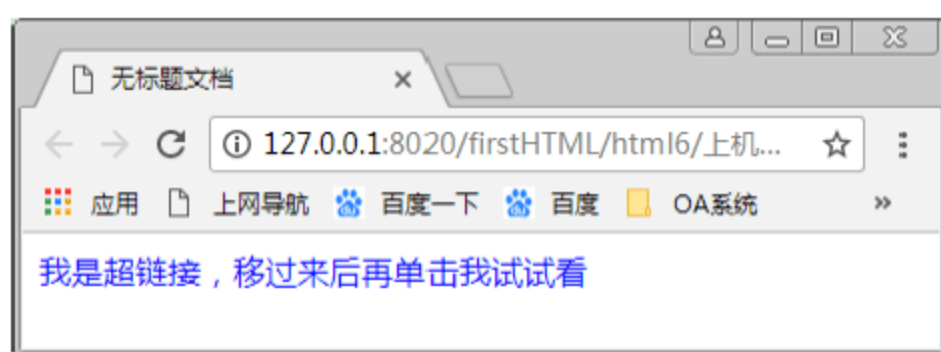 无标题文档
127.0.0.1:8020/firstHTML/html6/上机...
应用 上网导航 百度一下 百度 OA系统 »
我是超链接，移过来后再单击我试试看